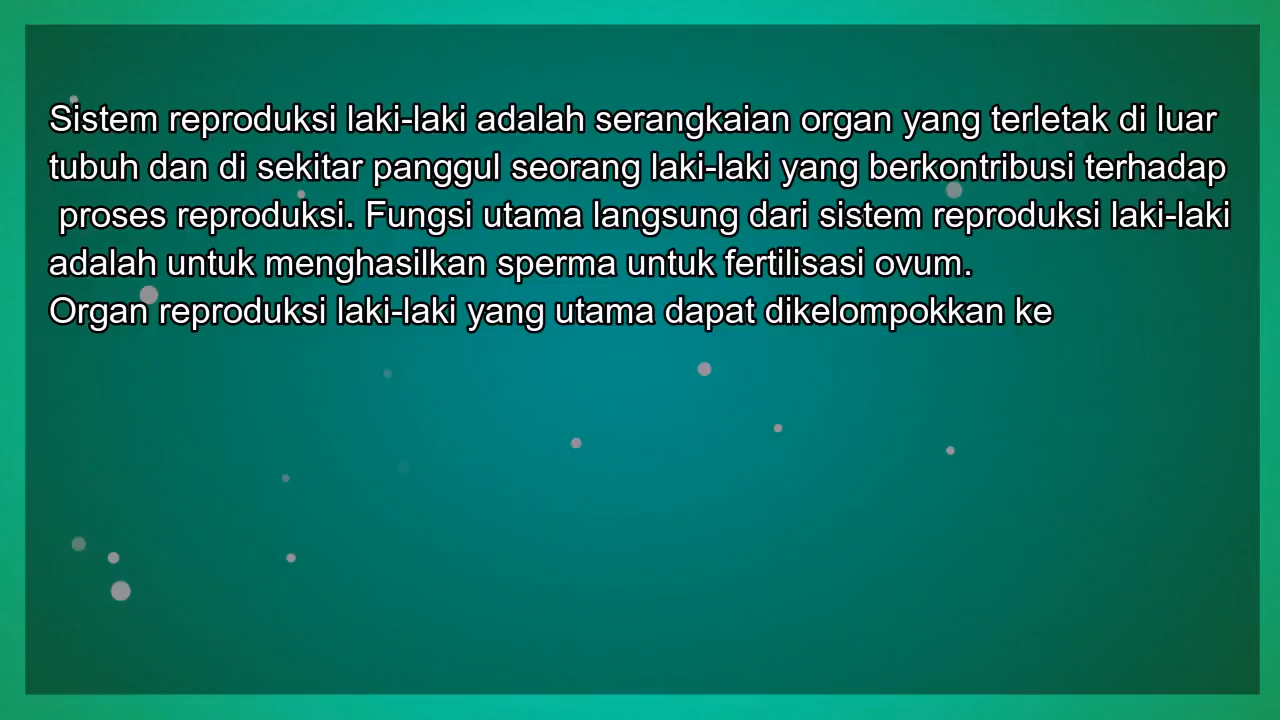 Sistem reproduksi laki-laki adalah serangkaian organ yang terletak di luar
tubuh dan di sekitar panggul seorang laki-laki yang berkontribusi terhadap
proses reproduksi. Fungsi utama langsung dari sistem reproduksi laki-laki
adalah untuk menghasilkan sperma untuk fertilisasi ovum.
Organ reproduksi laki-laki yang utama dapat dikelompokkan ke